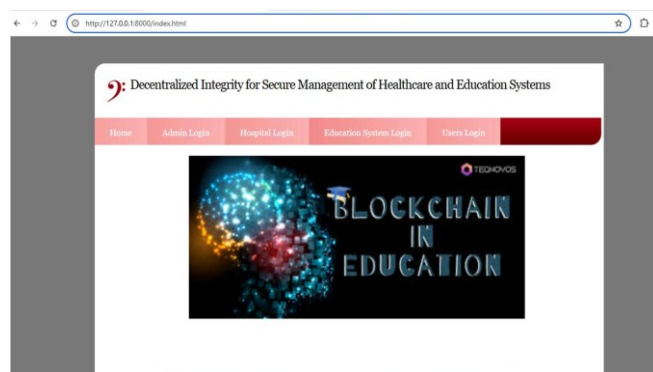 http://127.0.0.1:8000/index.html
Decentralized Integrity for Secure Management of Healthcare and Education Systems
Home Admin Login Hospital Login Education System Login Users Login
TEQNOVOS
BLOCKCHAIN
IN
EDUCATION